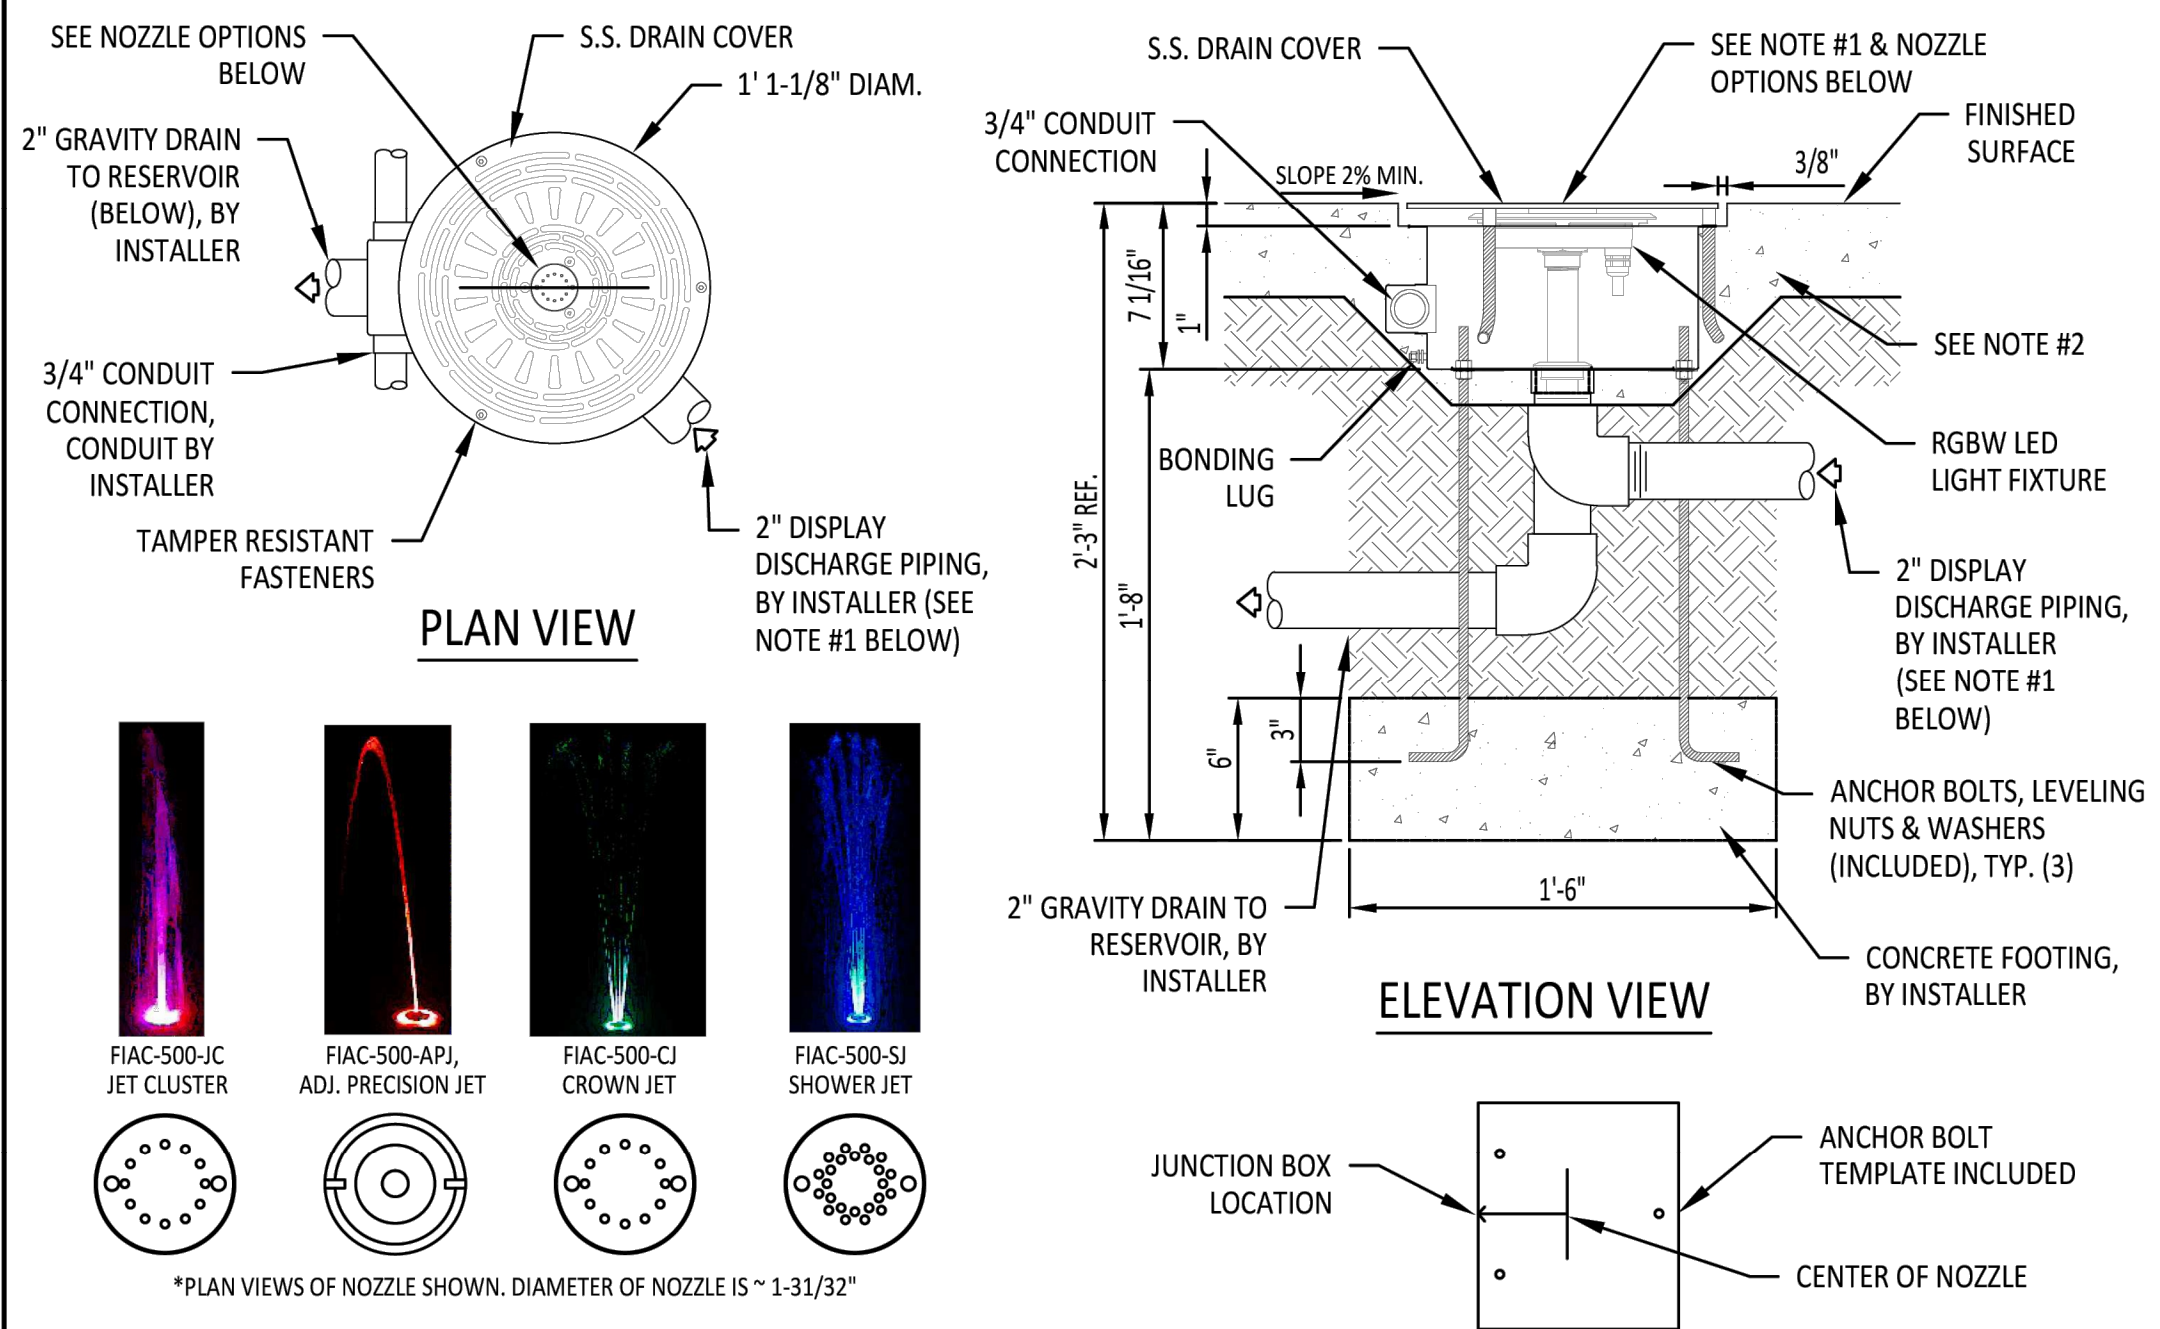 SEE NOZZLE OPTIONS
BELOW
S.S. DRAIN COVER
1' 1-1/8" DIAM.
2" GRAVITY DRAIN
TO RESERVOIR
(BELOW), BY
INSTALLER
3/4" CONDUIT
CONNECTION,
CONDUIT BY
INSTALLER
TAMPER RESISTANT
FASTENERS
2" DISPLAY
DISCHARGE PIPING,
BY INSTALLER (SEE
NOTE #1 BELOW)
PLAN VIEW
S.S. DRAIN COVER
SEE NOTE #1 & NOZZLE
OPTIONS BELOW
3/4" CONDUIT
CONNECTION
FINISHED
SURFACE
SLOPE 2% MIN.
3/8"
7 1/16"
1"
SEE NOTE #2
BONDING
LUG
RGBW LED
LIGHT FIXTURE
2'-3" REF.
1'-8"
2" DISPLAY
DISCHARGE PIPING,
BY INSTALLER
(SEE NOTE #1
BELOW)
6"
3"
ANCHOR BOLTS, LEVELING
NUTS & WASHERS
(INCLUDED), TYP. (3)
1'-6"
2" GRAVITY DRAIN TO
RESERVOIR, BY
INSTALLER
CONCRETE FOOTING,
BY INSTALLER
ELEVATION VIEW
FIAC-500-JC
JET CLUSTER
FIAC-500-APJ,
ADJ. PRECISION JET
FIAC-500-CJ
CROWN JET
FIAC-500-SJ
SHOWER JET
*PLAN VIEWS OF NOZZLE SHOWN. DIAMETER OF NOZZLE IS ~ 1-31/32"
JUNCTION BOX
LOCATION
ANCHOR BOLT
TEMPLATE INCLUDED
CENTER OF NOZZLE